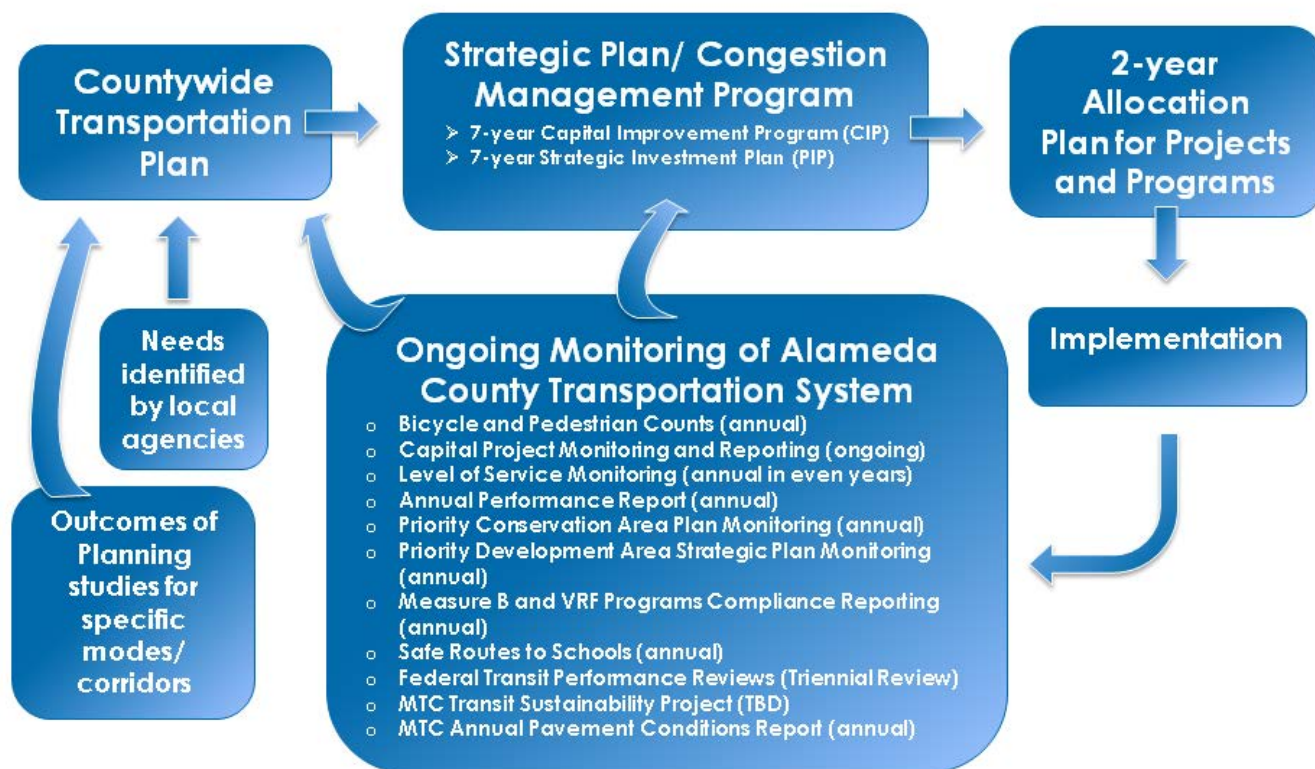 Countywide
Transportation
Plan
Strategic Plan/ Congestion
Management Program
➢ 7-year Capital Improvement Program (CIP)
➢ 7-year Strategic Investment Plan (PIP)
2-year
Allocation
Plan for Projects
and Programs
Implementation
Needs
identified
by local
agencies
Outcomes of
Planning
studies for
specific
modes/
corridors
Ongoing Monitoring of Alameda
County Transportation System
o Bicycle and Pedestrian Counts (annual)
o Capital Project Monitoring and Reporting (ongoing)
o Level of Service Monitoring (annual in even years)
o Annual Performance Report (annual)
o Priority Conservation Area Plan Monitoring (annual)
o Priority Development Area Strategic Plan Monitoring
(annual)
o Measure B and VRF Programs Compliance Reporting
(annual)
o Safe Routes to Schools (annual)
o Federal Transit Performance Reviews (Triennial Review)
o MTC Transit Sustainability Project (TBD)
o MTC Annual Pavement Conditions Report (annual)